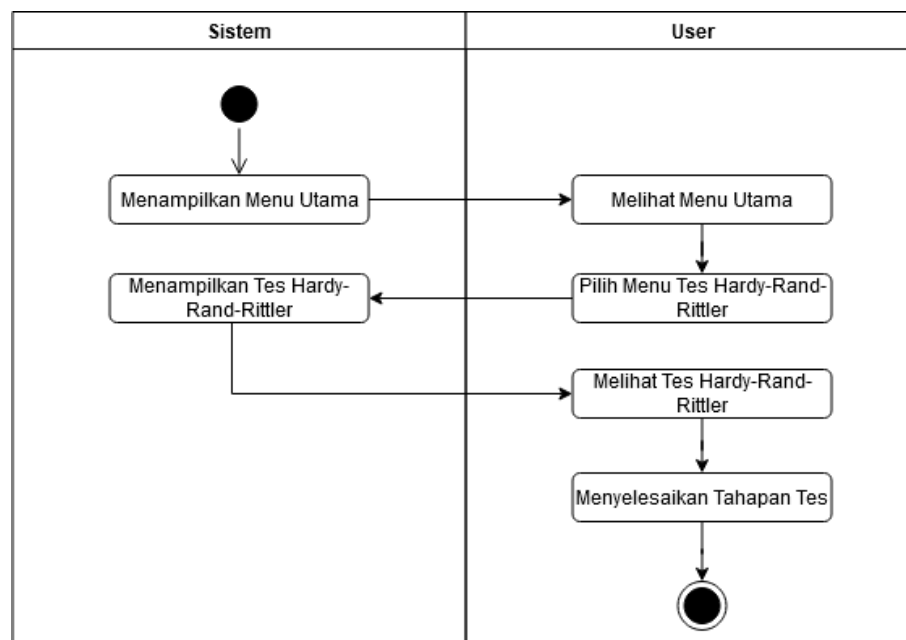 Sistem
User
Menampilkan Menu Utama
Melihat Menu Utama
Menampilkan Tes Hardy-
Rand-Rittler
Pilih Menu Tes Hardy-Rand-
Rittler
Melihat Tes Hardy-Rand-
Rittler
Menyelesaikan Tahapan Tes